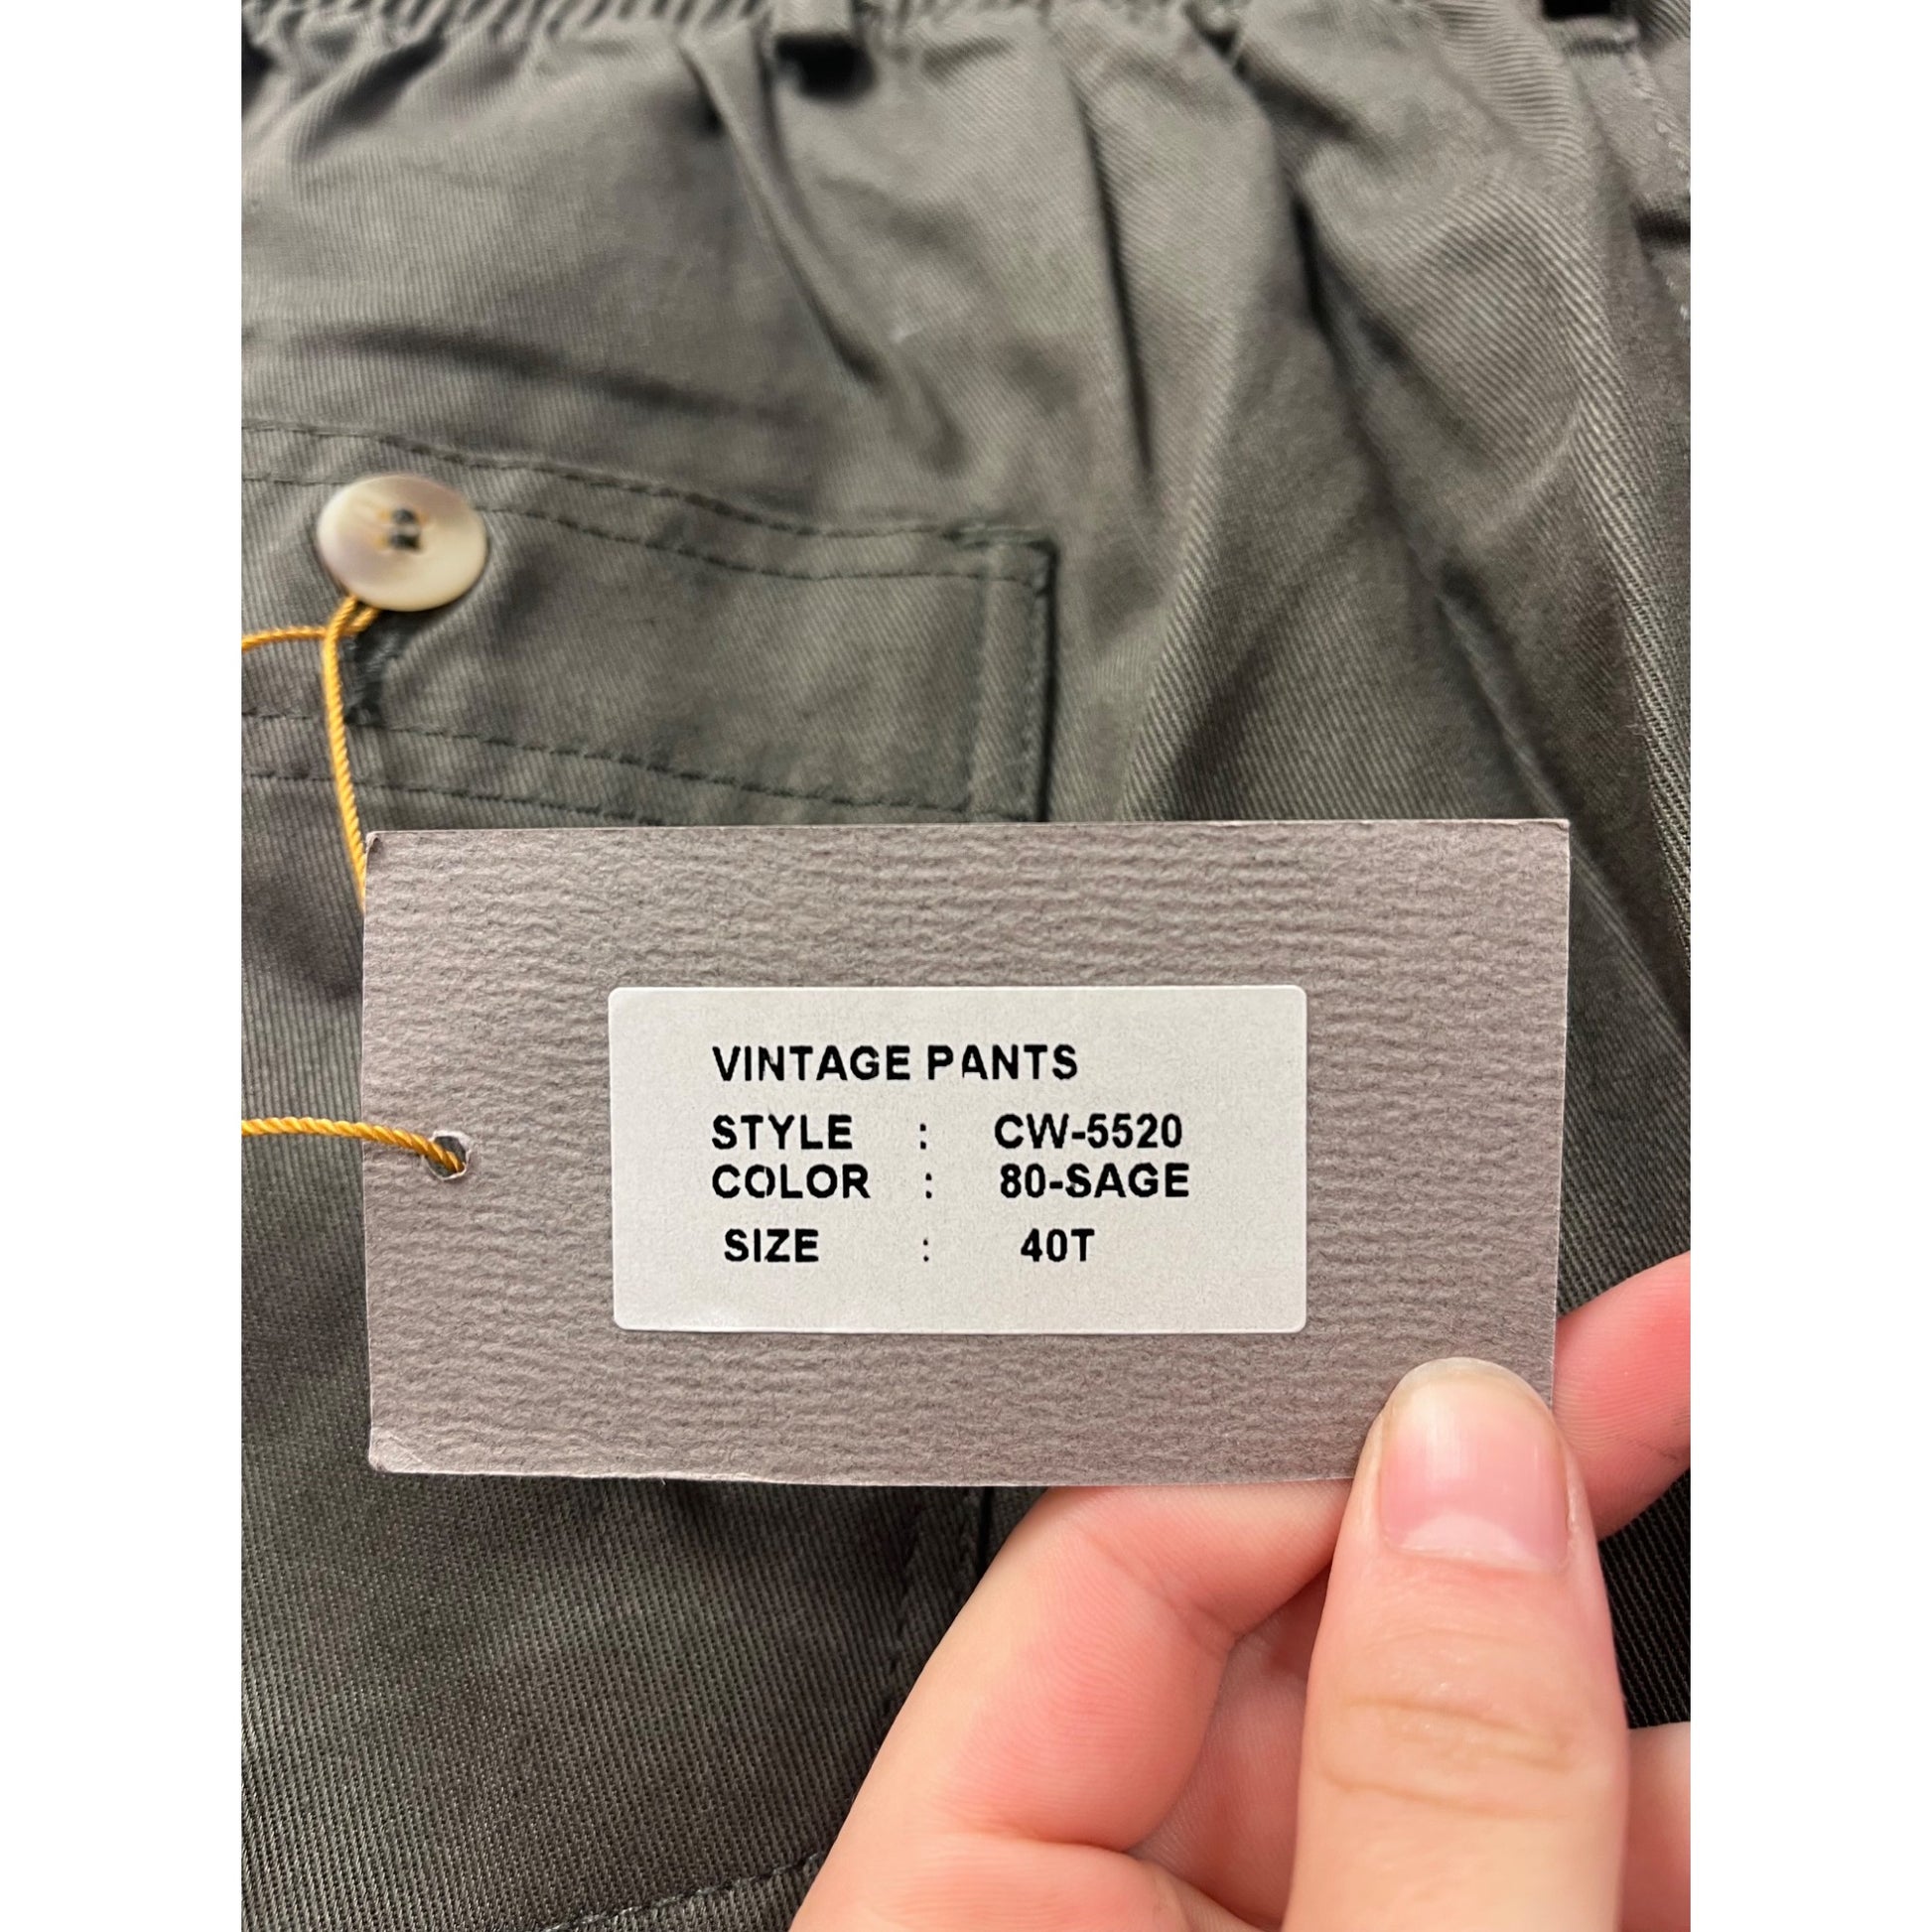 VINTAGE PANTS
STYLE : CW-5520
COLOR : 80-SAGE
SIZE : 40T